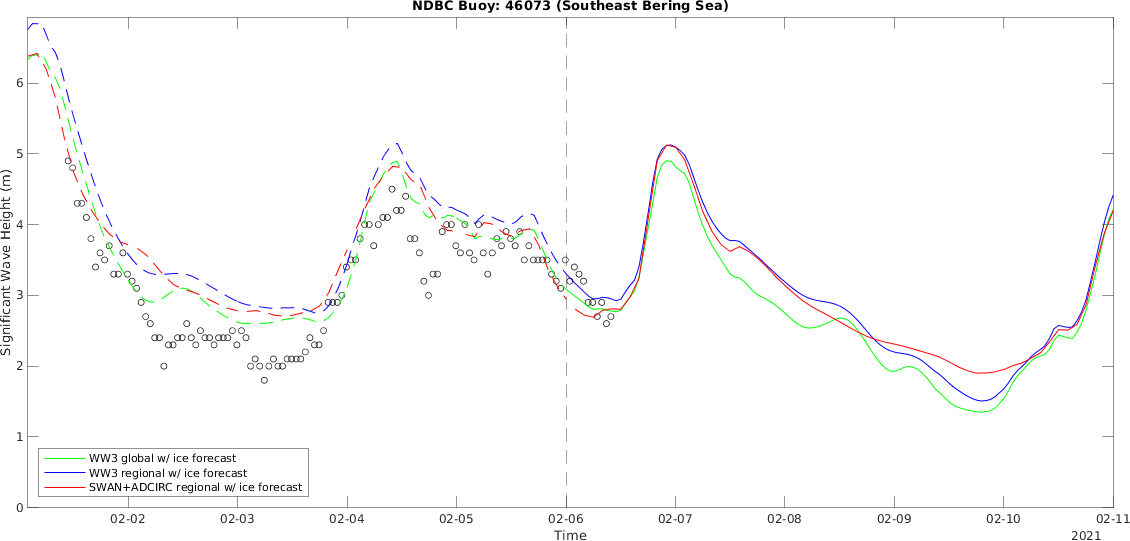 NDBC Buoy: 46073 (Southeast Bering Sea)
Significant Wave Height (m)
6
5
4
3
2
1
0
WW3 global w/ ice forecast
WW3 regional w/ ice forecast
SWAN+ADCIRC regional w/ ice forecast
02-02 02-03 02-04 02-05 02-06 02-07 02-08 02-09 02-10 02-11
Time
2021